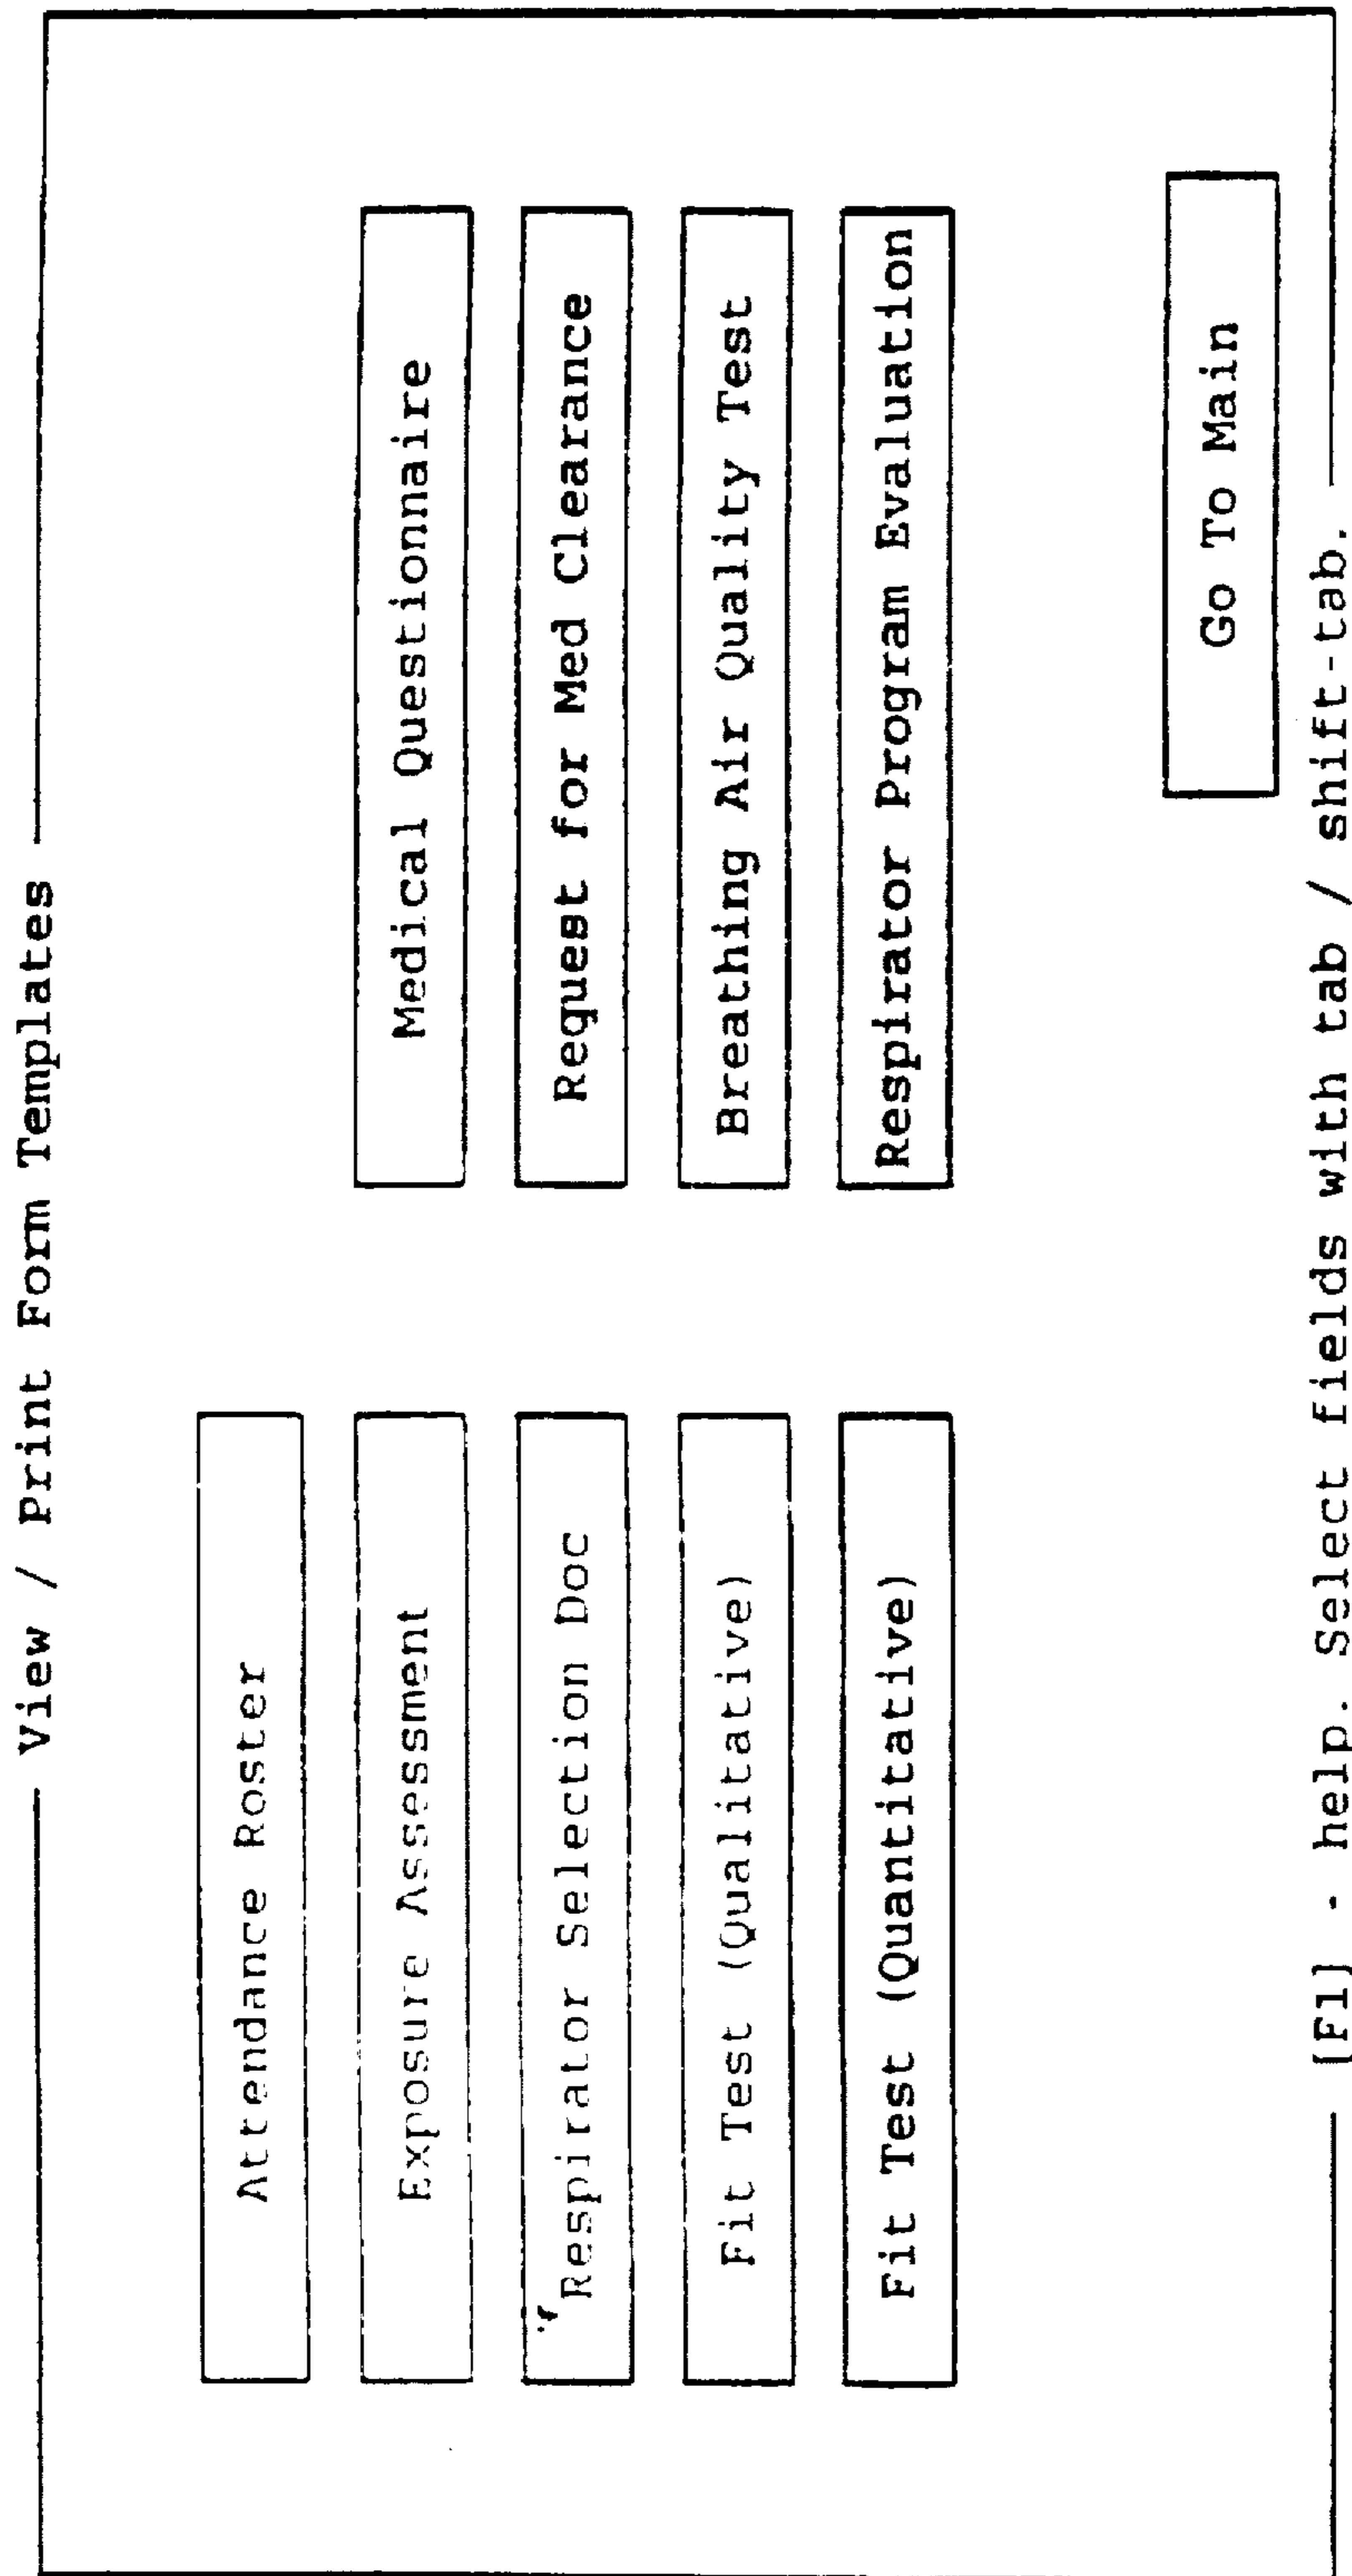 View / Print Form Templates
Attendance Roster
Exposure Assessment
Respirator Selection Doc
Fit Test (Qualitative)
Fit Test (Quantitative)
Medical Questionnaire
Request for Med Clearance
Breathing Air Quality Test
Respirator Program Evaluation
Go To Main
[F1] - help. Select fields with tab / shift-tab.